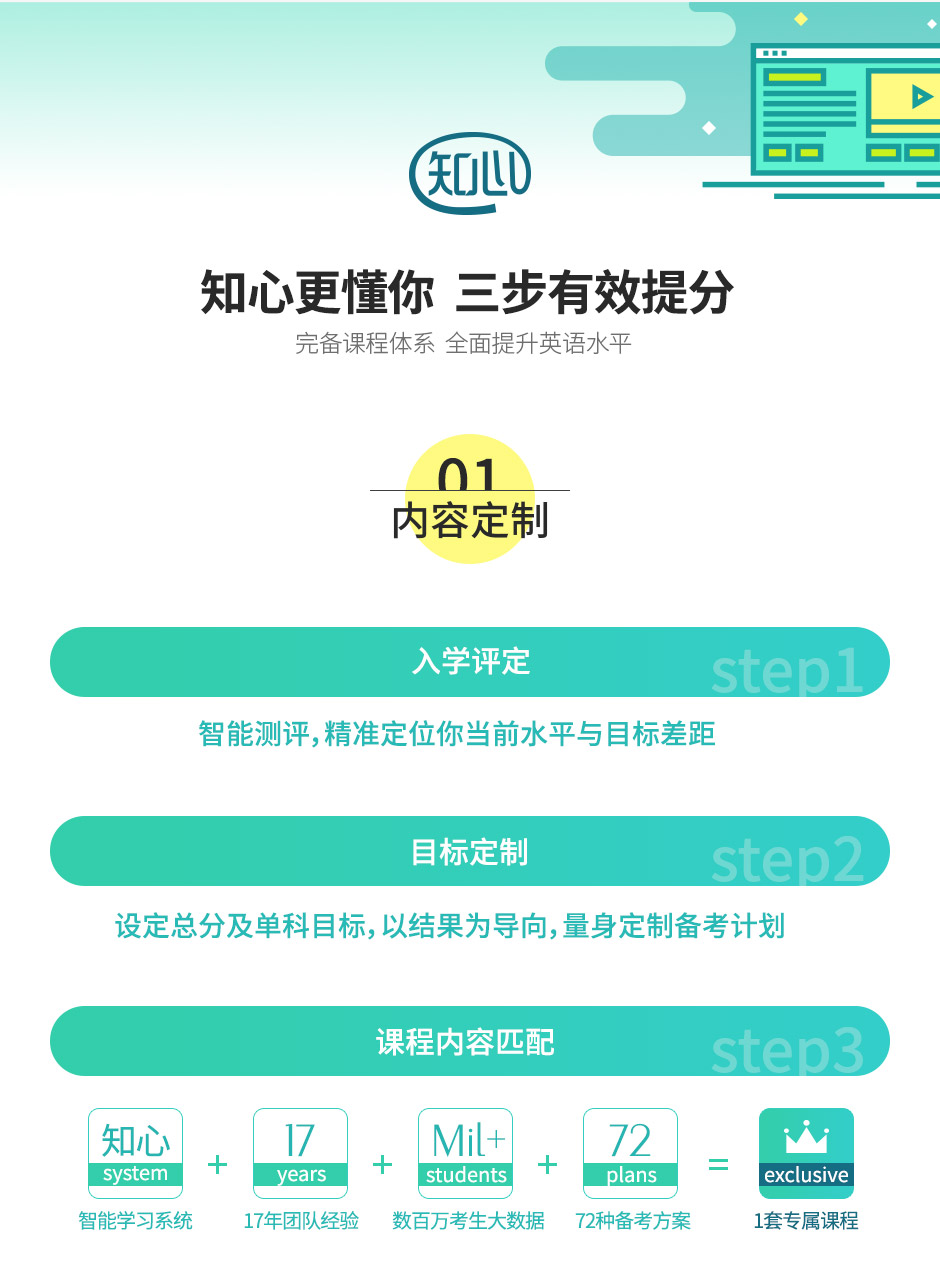 知心
知心更懂你 三步有效提分
完备课程体系 全面提升英语水平
01
内容定制
入学评定
step1
智能测评,精准定位你当前水平与目标差距
目标定制
step2
设定总分及单科目标,以结果为导向,量身定制备考计划
课程内容匹配
step3
知心 + 17 + Mil+ + 72 =
system years students plans exclusive
智能学习系统 17年团队经验 数百万考生大数据 72种备考方案 1套专属课程